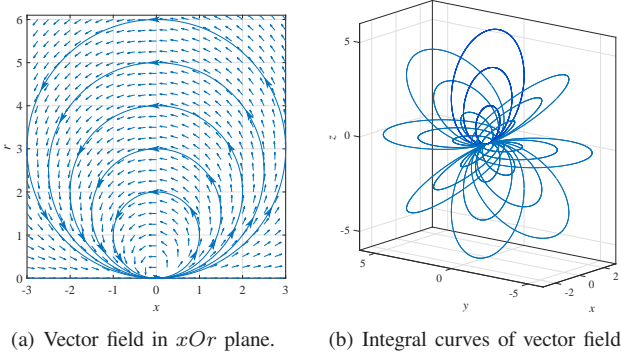 6
5
4
3
2
1
0
r
-3 -2 -1 0 1 2 3
x
5
0
-5
z
5 0 -5
y
-2 0 2
x
(a) Vector field in xOr plane.
(b) Integral curves of vector field